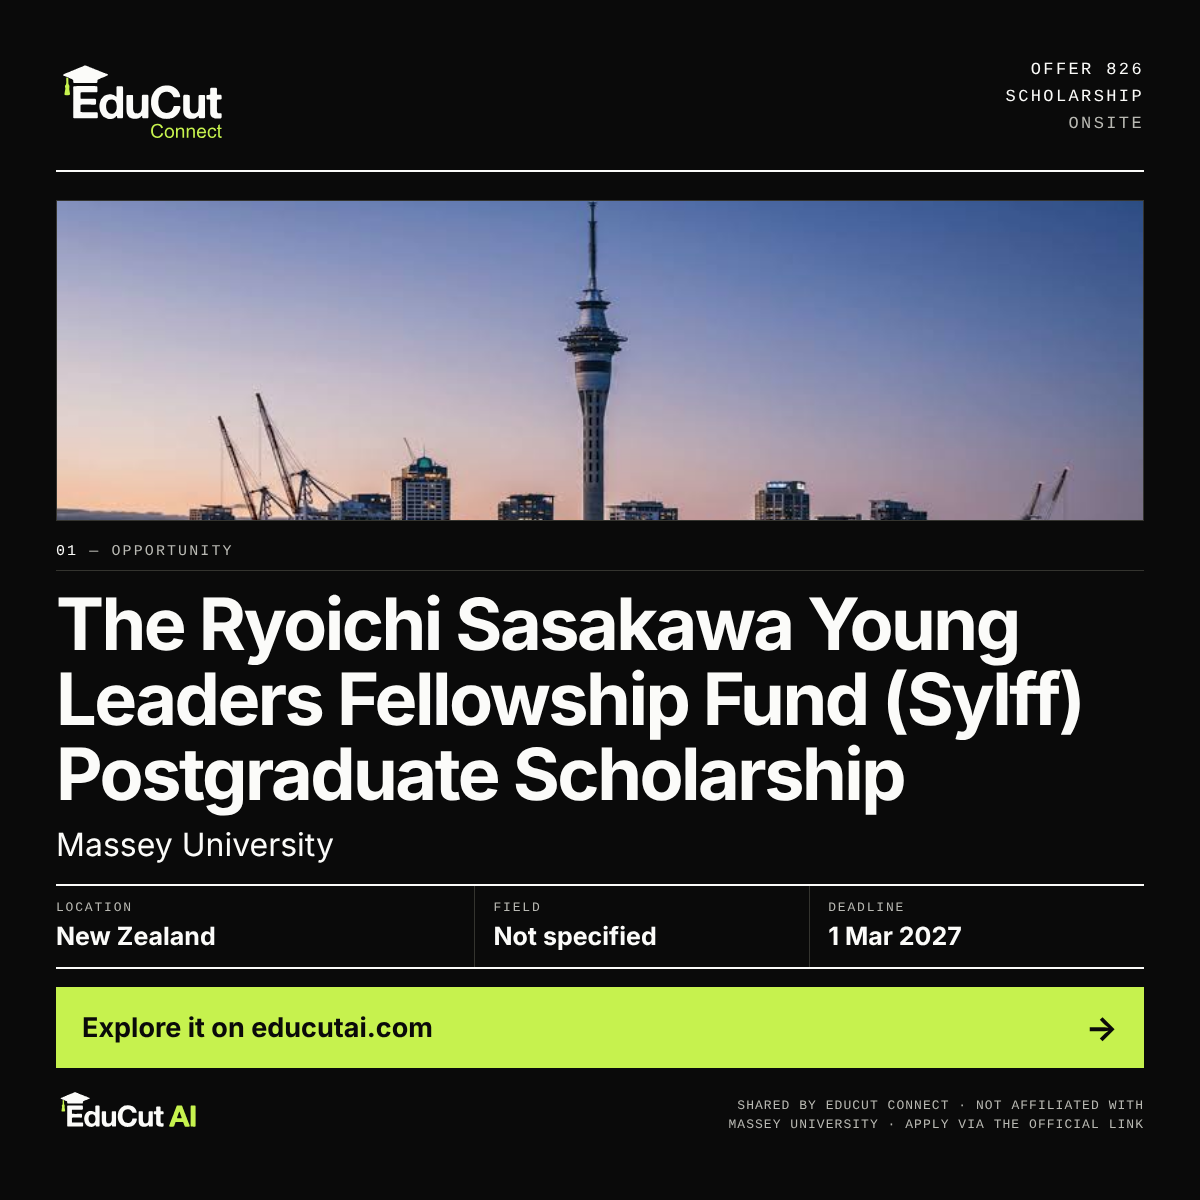 EduCut
Connect
OFFER 826
SCHOLARSHIP
ONSITE
01 — OPPORTUNITY
The Ryoichi Sasakawa Young
Leaders Fellowship Fund (Sylff)
Postgraduate Scholarship
Massey University
LOCATION
New Zealand
FIELD
Not specified
DEADLINE
1 Mar 2027
Explore it on educutai.com →
EduCut AI
SHARED BY EDUCUT CONNECT · NOT AFFILIATED WITH
MASSEY UNIVERSITY · APPLY VIA THE OFFICIAL LINK